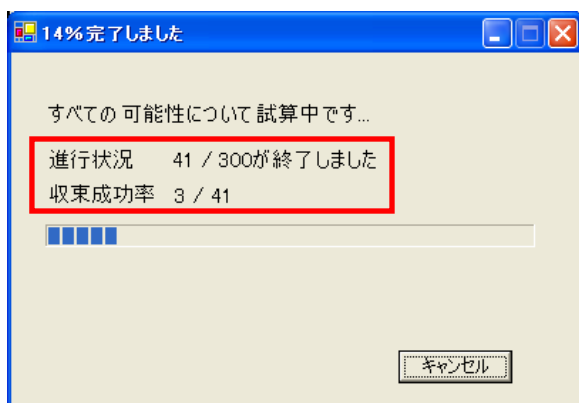 14%完了しました
すべての 可能性について 試算中です...
進行状況 41 / 300が終了しました
収束成功率 3 / 41
キャンセル